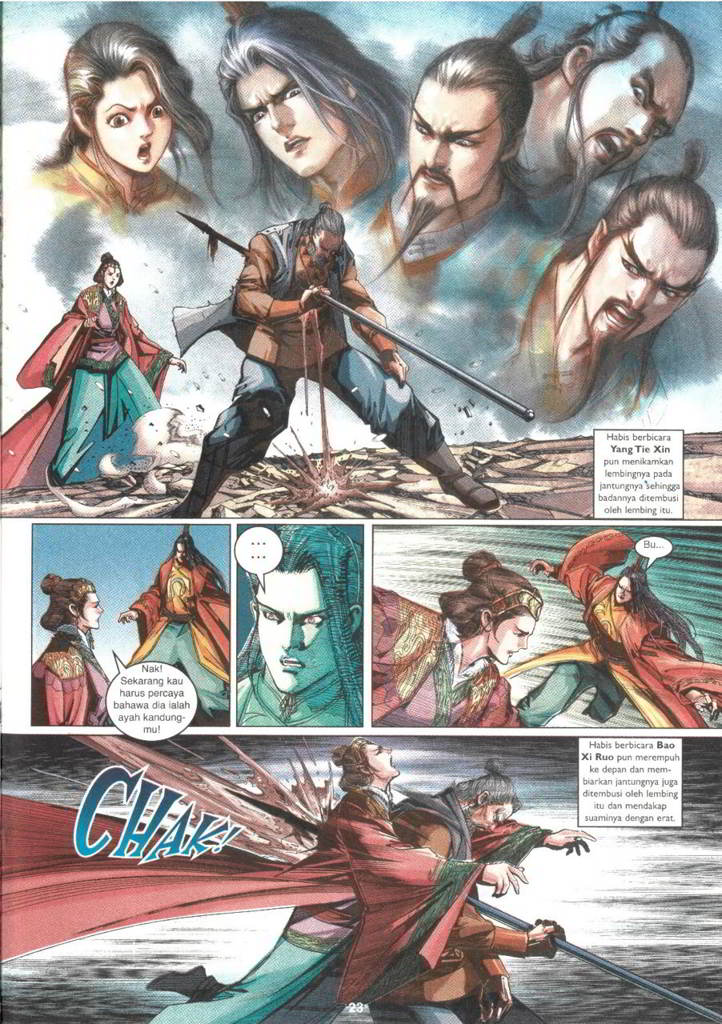 Habis berbicara
Yang Tie Xin
pun menikamkan
lembingnya pada
jantungnya sehingga
badannya ditembusi
oleh lembing itu.
Nak!
Sekarang kau
harus percaya
bahawa dia ialah
ayah kandung-
mu!
...
...
Bu...
Habis berbicara Bao
Xi Ruo pun merempuh
ke depan dan mem-
biarkan jantungnya juga
ditembusi oleh lembing
itu dan mendakap
suaminya dengan erat.
CHAK!
23